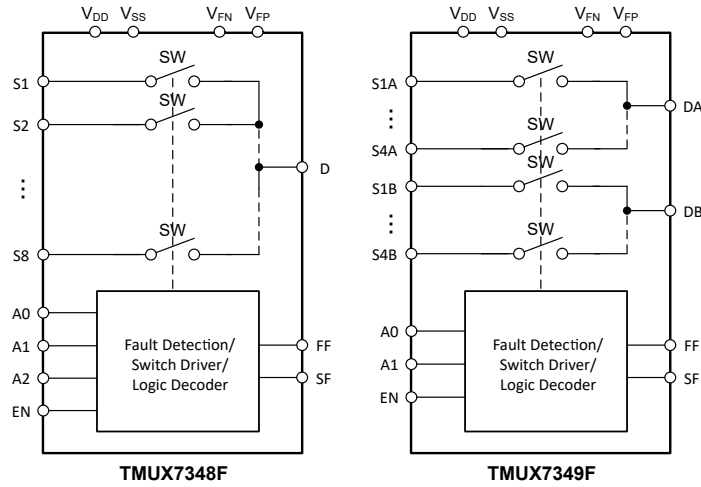 VDD VSS VFN VFP
SW
S1
SW
S2
D
⋮
SW
S8
A0
A1
A2
EN
Fault Detection/
Switch Driver/
Logic Decoder
FF
SF
TMUX7348F
VDD VSS VFN VFP
SW
S1A
DA
⋮
SW
S4A
SW
S1B
DB
⋮
SW
S4B
A0
A1
EN
Fault Detection/
Switch Driver/
Logic Decoder
FF
SF
TMUX7349F